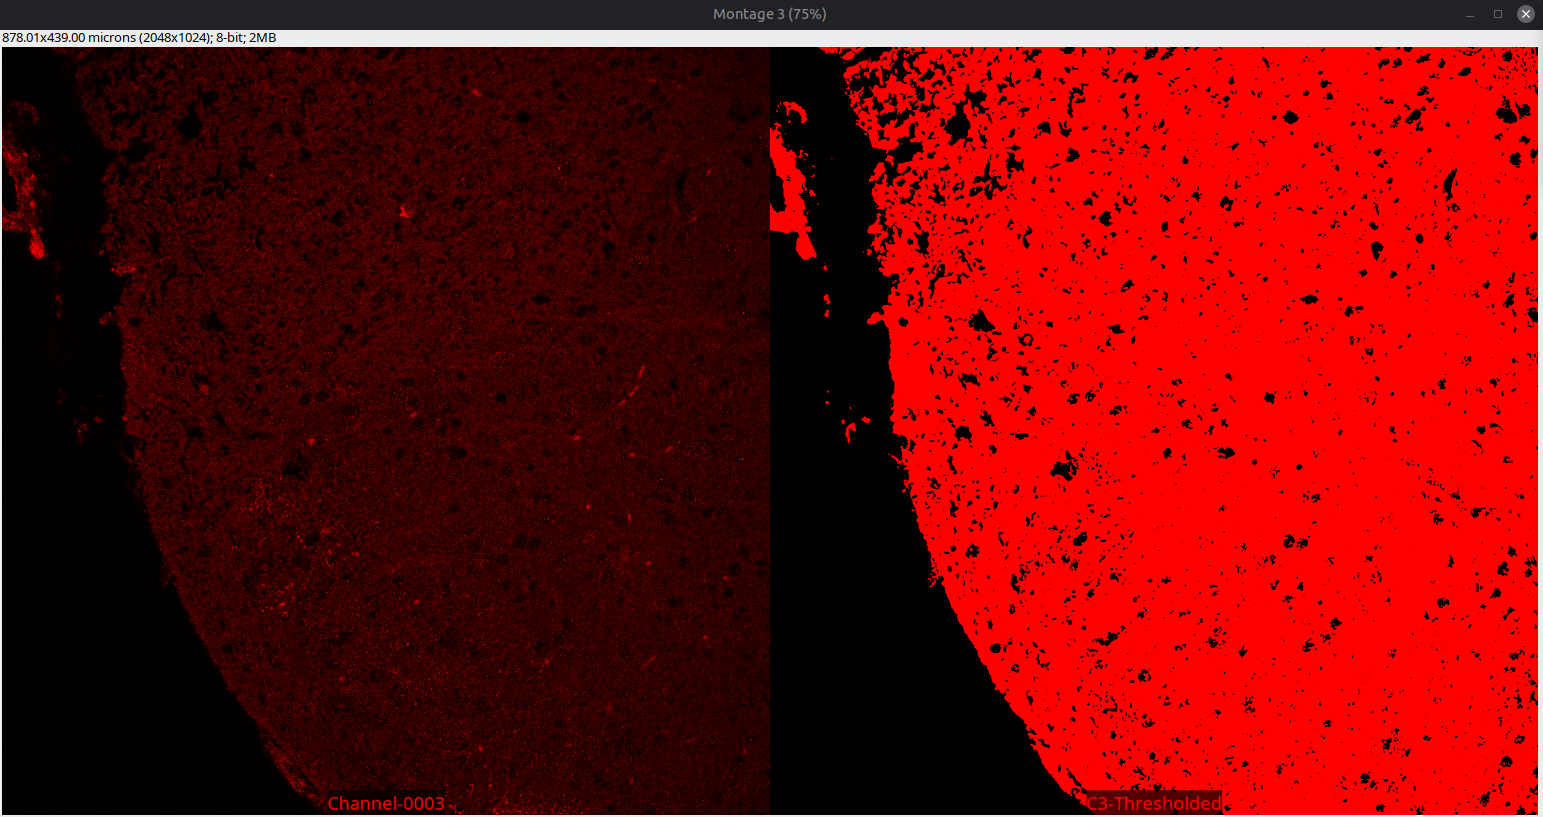 Montage 3 (75%)
878.01x439.00 microns (2048x1024); 8-bit; 2MB
Channel-0003
C3-Thresholded